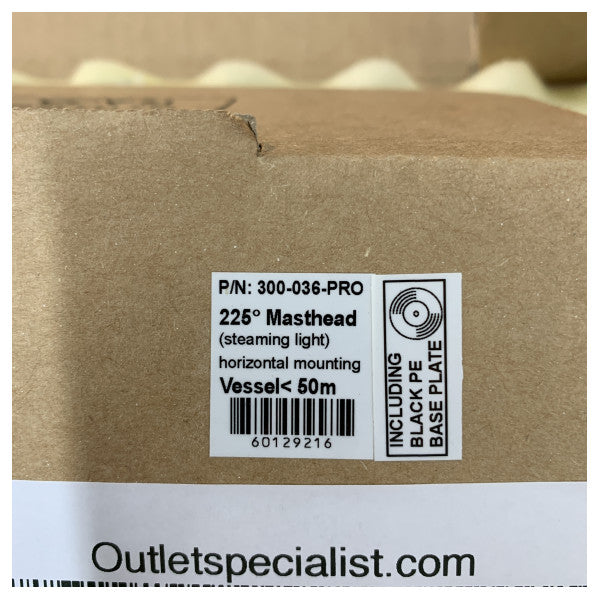 P/N: 300-036-PRO
225° Masthead
(steaming light)
horizontal mounting
Vessel< 50m
60129216
INCLUDING
BLACK PE
BASE PLATE
Outletspecialist.com